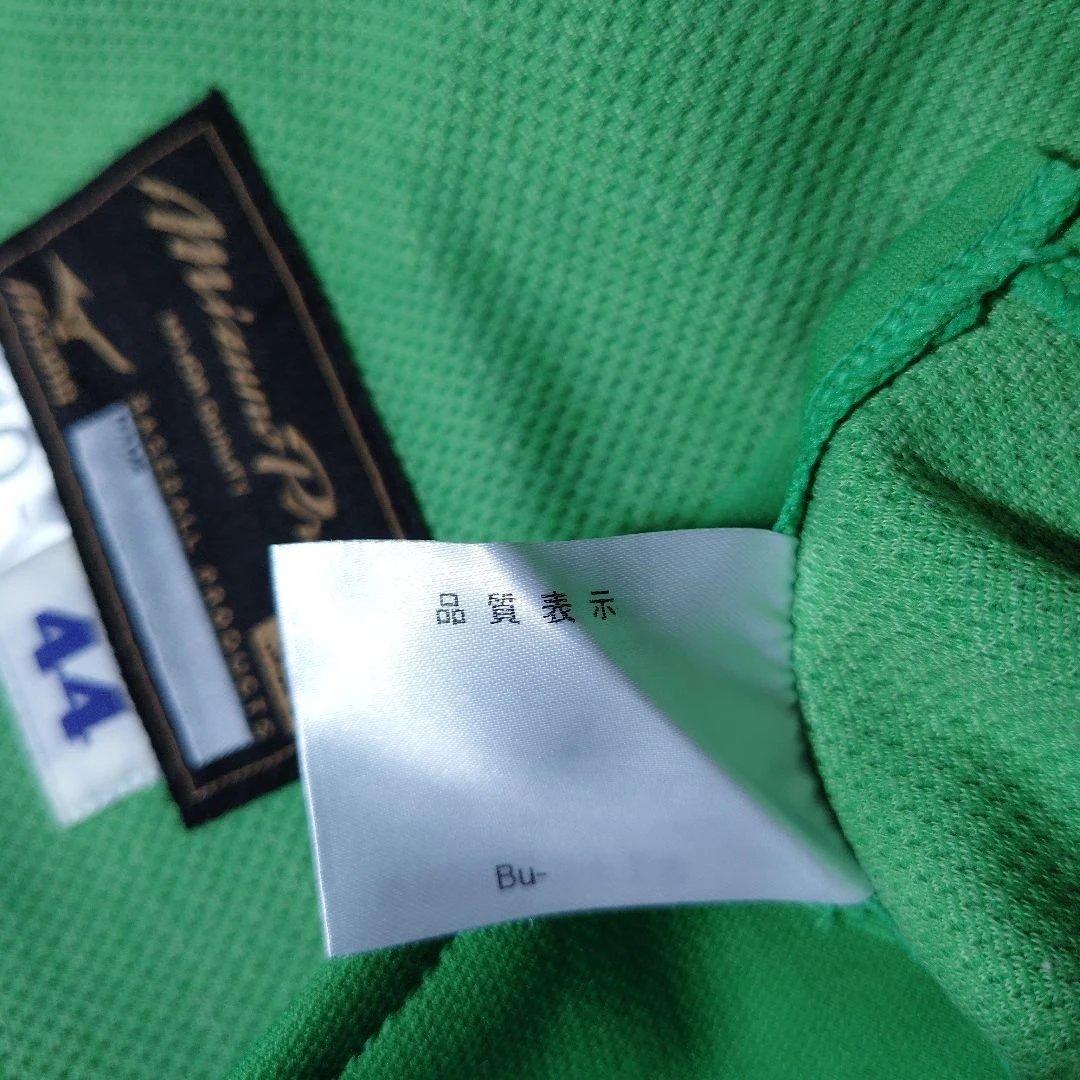 Mizuno Pro
BASEBALL PRODUCTS
44
品質表示
Bu-